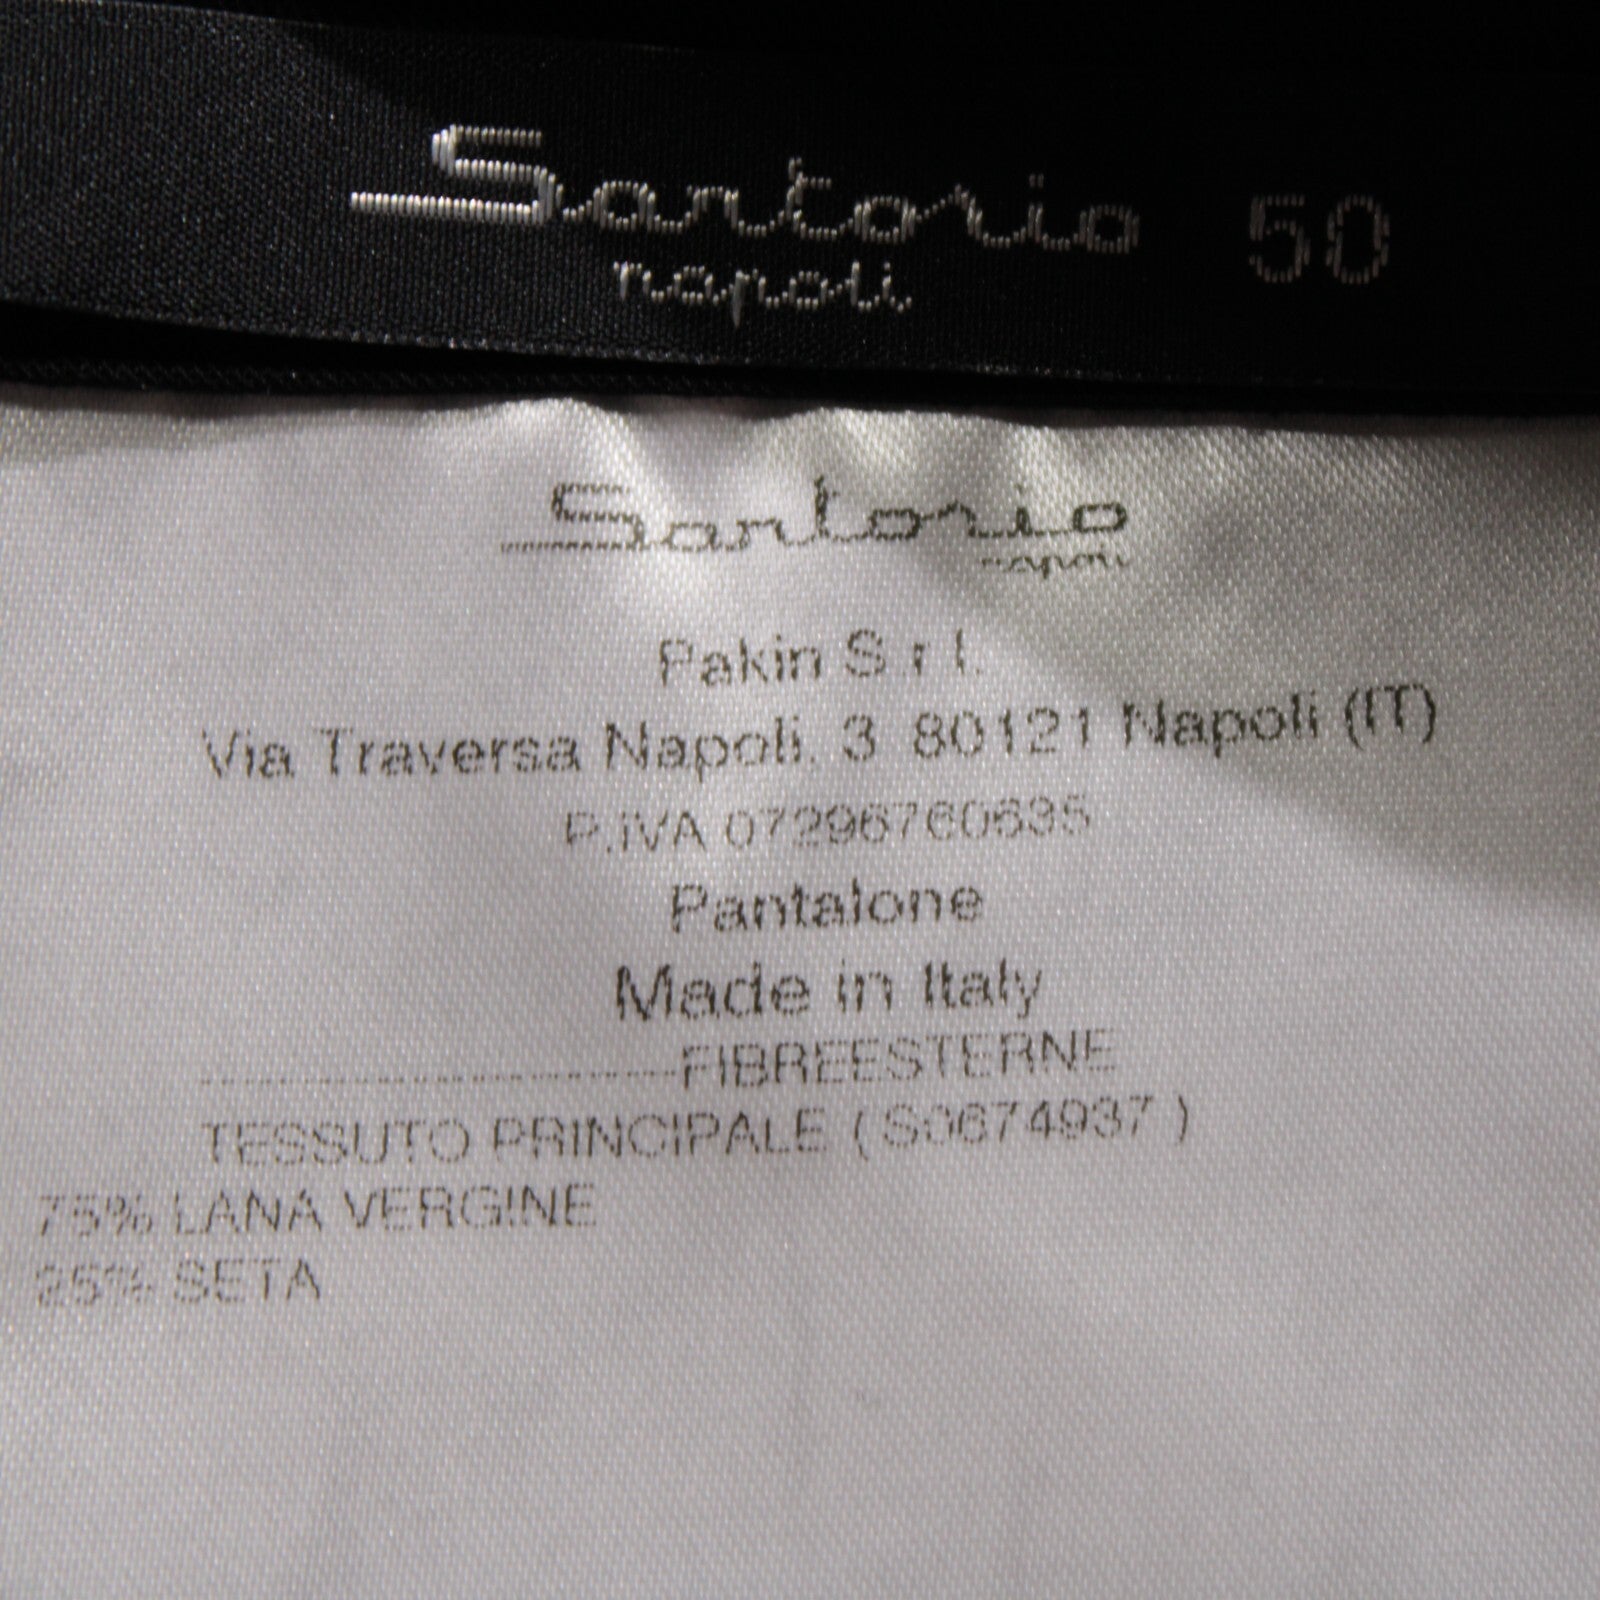 Sartorio 50
napoli
Sartorio
napoli
Pakin S.r.l.
Via Traversa Napoli, 3 80121 Napoli (IT)
P.IVA 07296760635
Pantalone
Made in Italy
--------------------------FIBREESTERNE
TESSUTO PRINCIPALE ( S0674937 )
75% LANA VERGINE
25% SETA